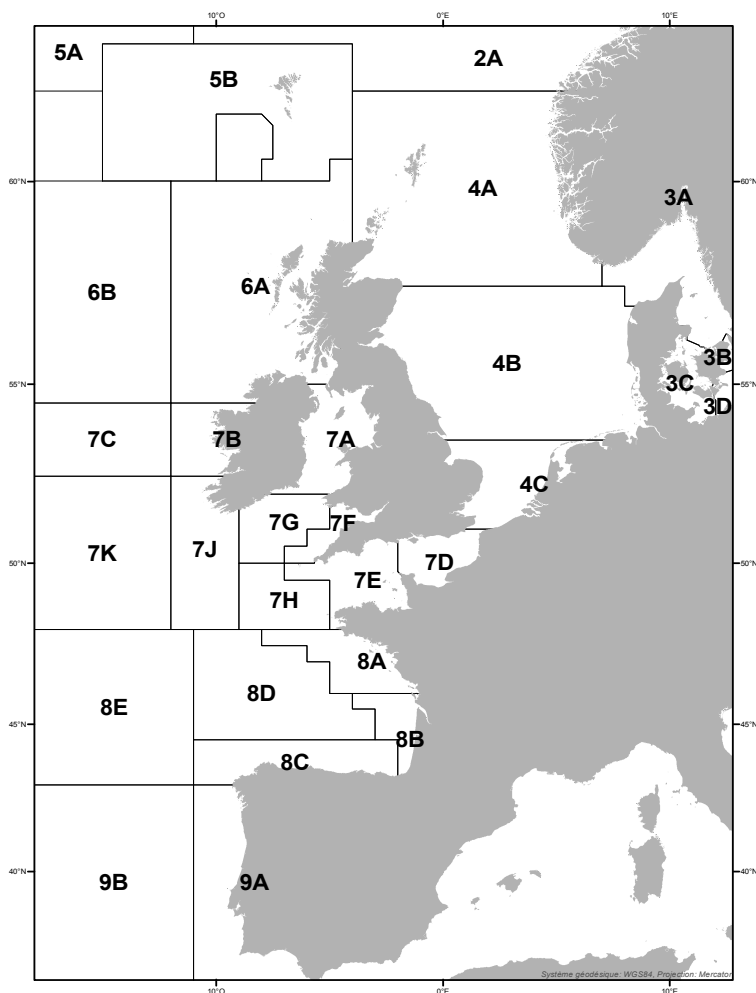 10°O 0°E 10°E
5A 2A
5B
60°N 4A 3A 60°N
6B 6A
4B 3B
55°N 3C 55°N
3D
7C 7B 7A
4C
7G 7F
50°N 7K 7J 7D 50°N
7E
7H
8A
8E 8D
45°N 8B 45°N
8C
40°N 9B 9A 40°N
Système géodèsique: WGS84, Projection: Mercator
10°O 0°E 10°E